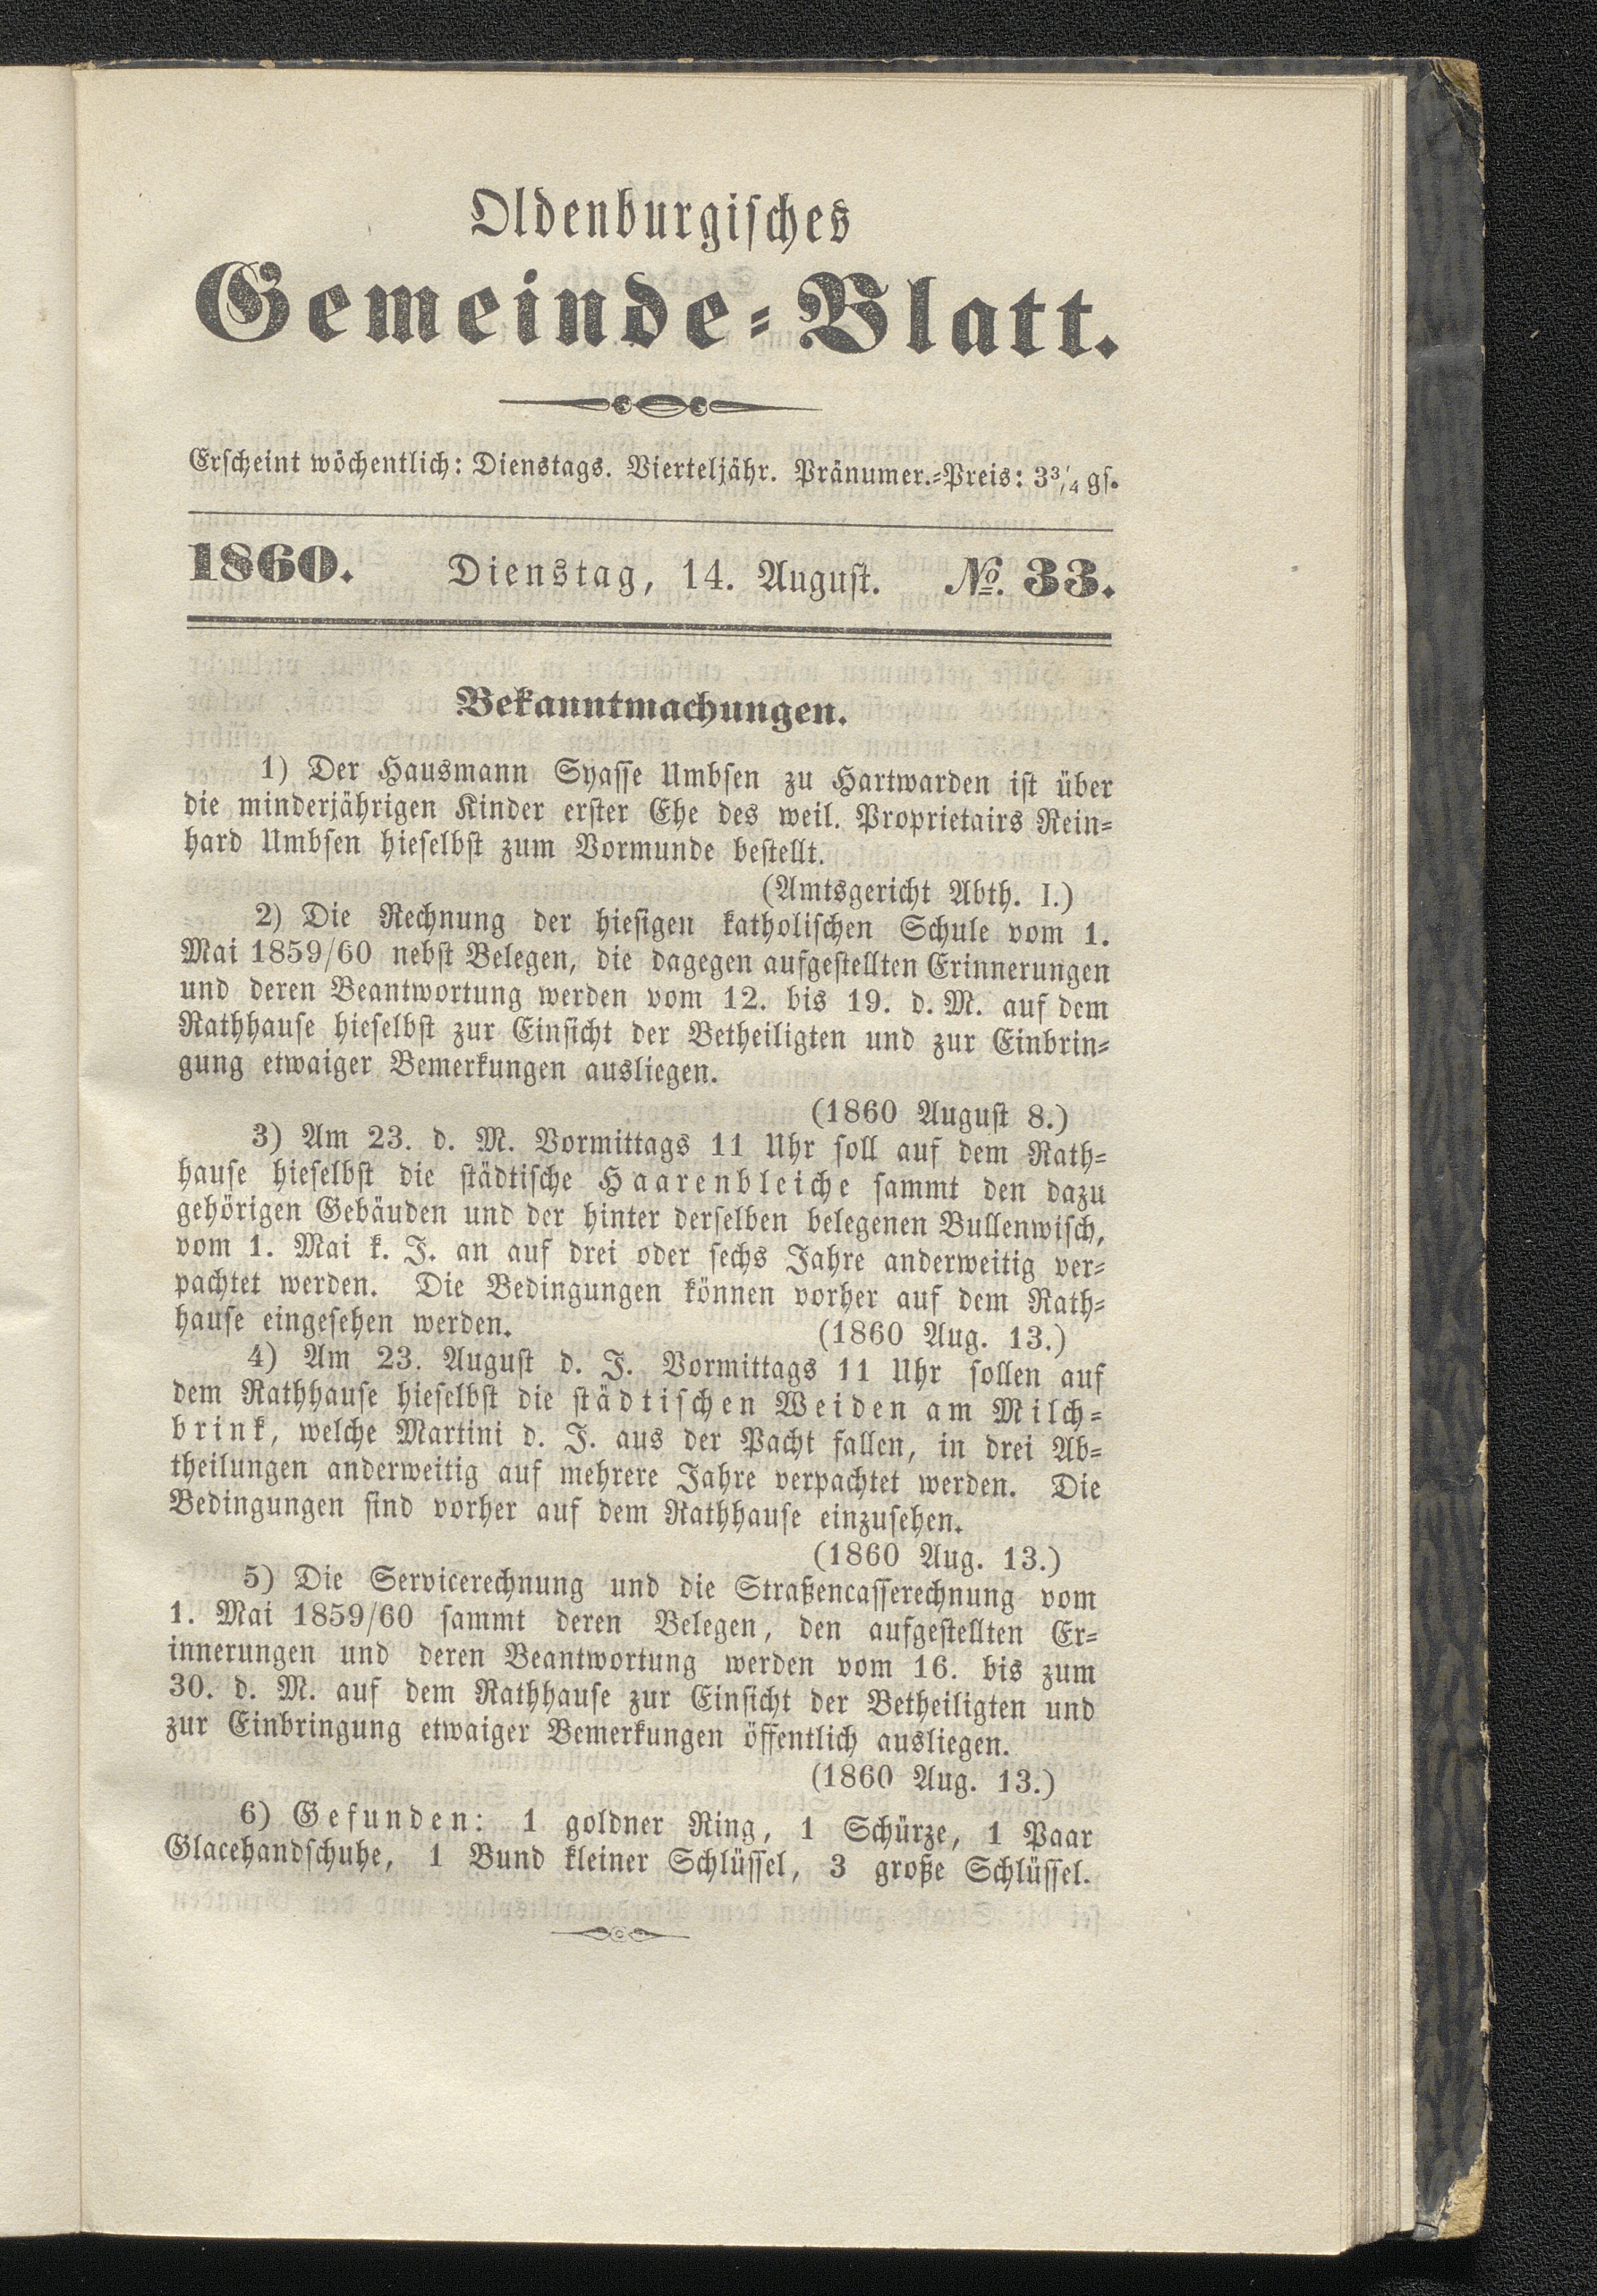 Oldenburgisches
Gemeinde-Blatt.
Erscheint wöchentlich: Dienstags. Vierteljähr. Pränumer.-Preis: 3 3/4 gs.
1860. Dienstag, 14. August. No. 33.
Bekanntmachungen.
1) Der Hausmann Syasse Umbsen zu Hartwarden ist über
die minderjährigen Kinder erster Ehe des weil. Proprietairs Rein-
hard Umbsen hieselbst zum Vormunde bestellt.
(Amtsgericht Abth. I.)
2) Die Rechnung der hiesigen katholischen Schule vom 1.
Mai 1859/60 nebst Belegen, die dagegen aufgestellten Erinnerungen
und deren Beantwortung werden vom 12. bis 19. d. M. auf dem
Rathhause hieselbst zur Einsicht der Betheiligten und zur Einbrin-
gung etwaiger Bemerkungen ausliegen.
(1860 August 8.)
3) Am 23. d. M. Vormittags 11 Uhr soll auf dem Rath-
hause hieselbst die städtische Haarenbleiche sammt den dazu
gehörigen Gebäuden und der hinter derselben belegenen Bullenwisch,
vom 1. Mai k. J. an auf drei oder sechs Jahre anderweitig ver-
pachtet werden. Die Bedingungen können vorher auf dem Rath-
hause eingesehen werden. (1860 Aug. 13.)
4) Am 23. August d. J. Vormittags 11 Uhr sollen auf
dem Rathhause hieselbst die städtischen Weiden am Milch-
brink, welche Martini d. J. aus der Pacht fallen, in drei Ab-
theilungen anderweitig auf mehrere Jahre verpachtet werden. Die
Bedingungen sind vorher auf dem Rathhause einzusehen.
(1860 Aug. 13.)
5) Die Servicerechnung und die Straßencasserechnung vom
1. Mai 1859/60 sammt deren Belegen, den aufgestellten Er-
innerungen und deren Beantwortung werden vom 16. bis zum
30. d. M. auf dem Rathhause zur Einsicht der Betheiligten und
zur Einbringung etwaiger Bemerkungen öffentlich ausliegen.
(1860 Aug. 13.)
6) Gefunden: 1 goldner Ring, 1 Schürze, 1 Paar
Glacehandschuhe, 1 Bund kleiner Schlüssel, 3 große Schlüssel.